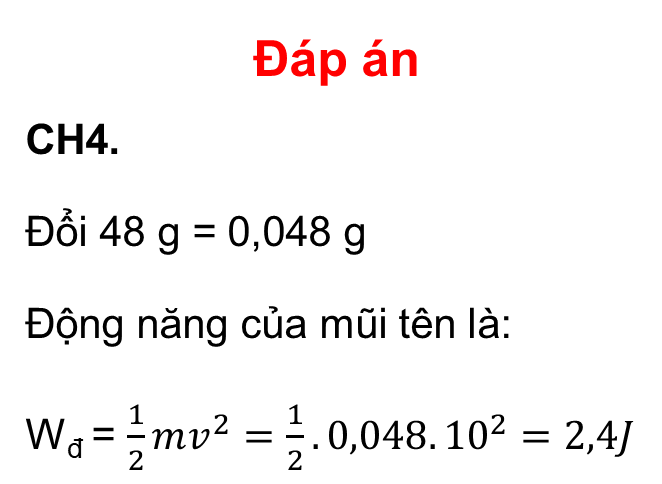 Đáp án
CH4.
Đổi 48 g = 0,048 g
Động năng của mũi tên là:
Wđ = 1/2 mv² = 1/2 . 0,048. 10² = 2,4J